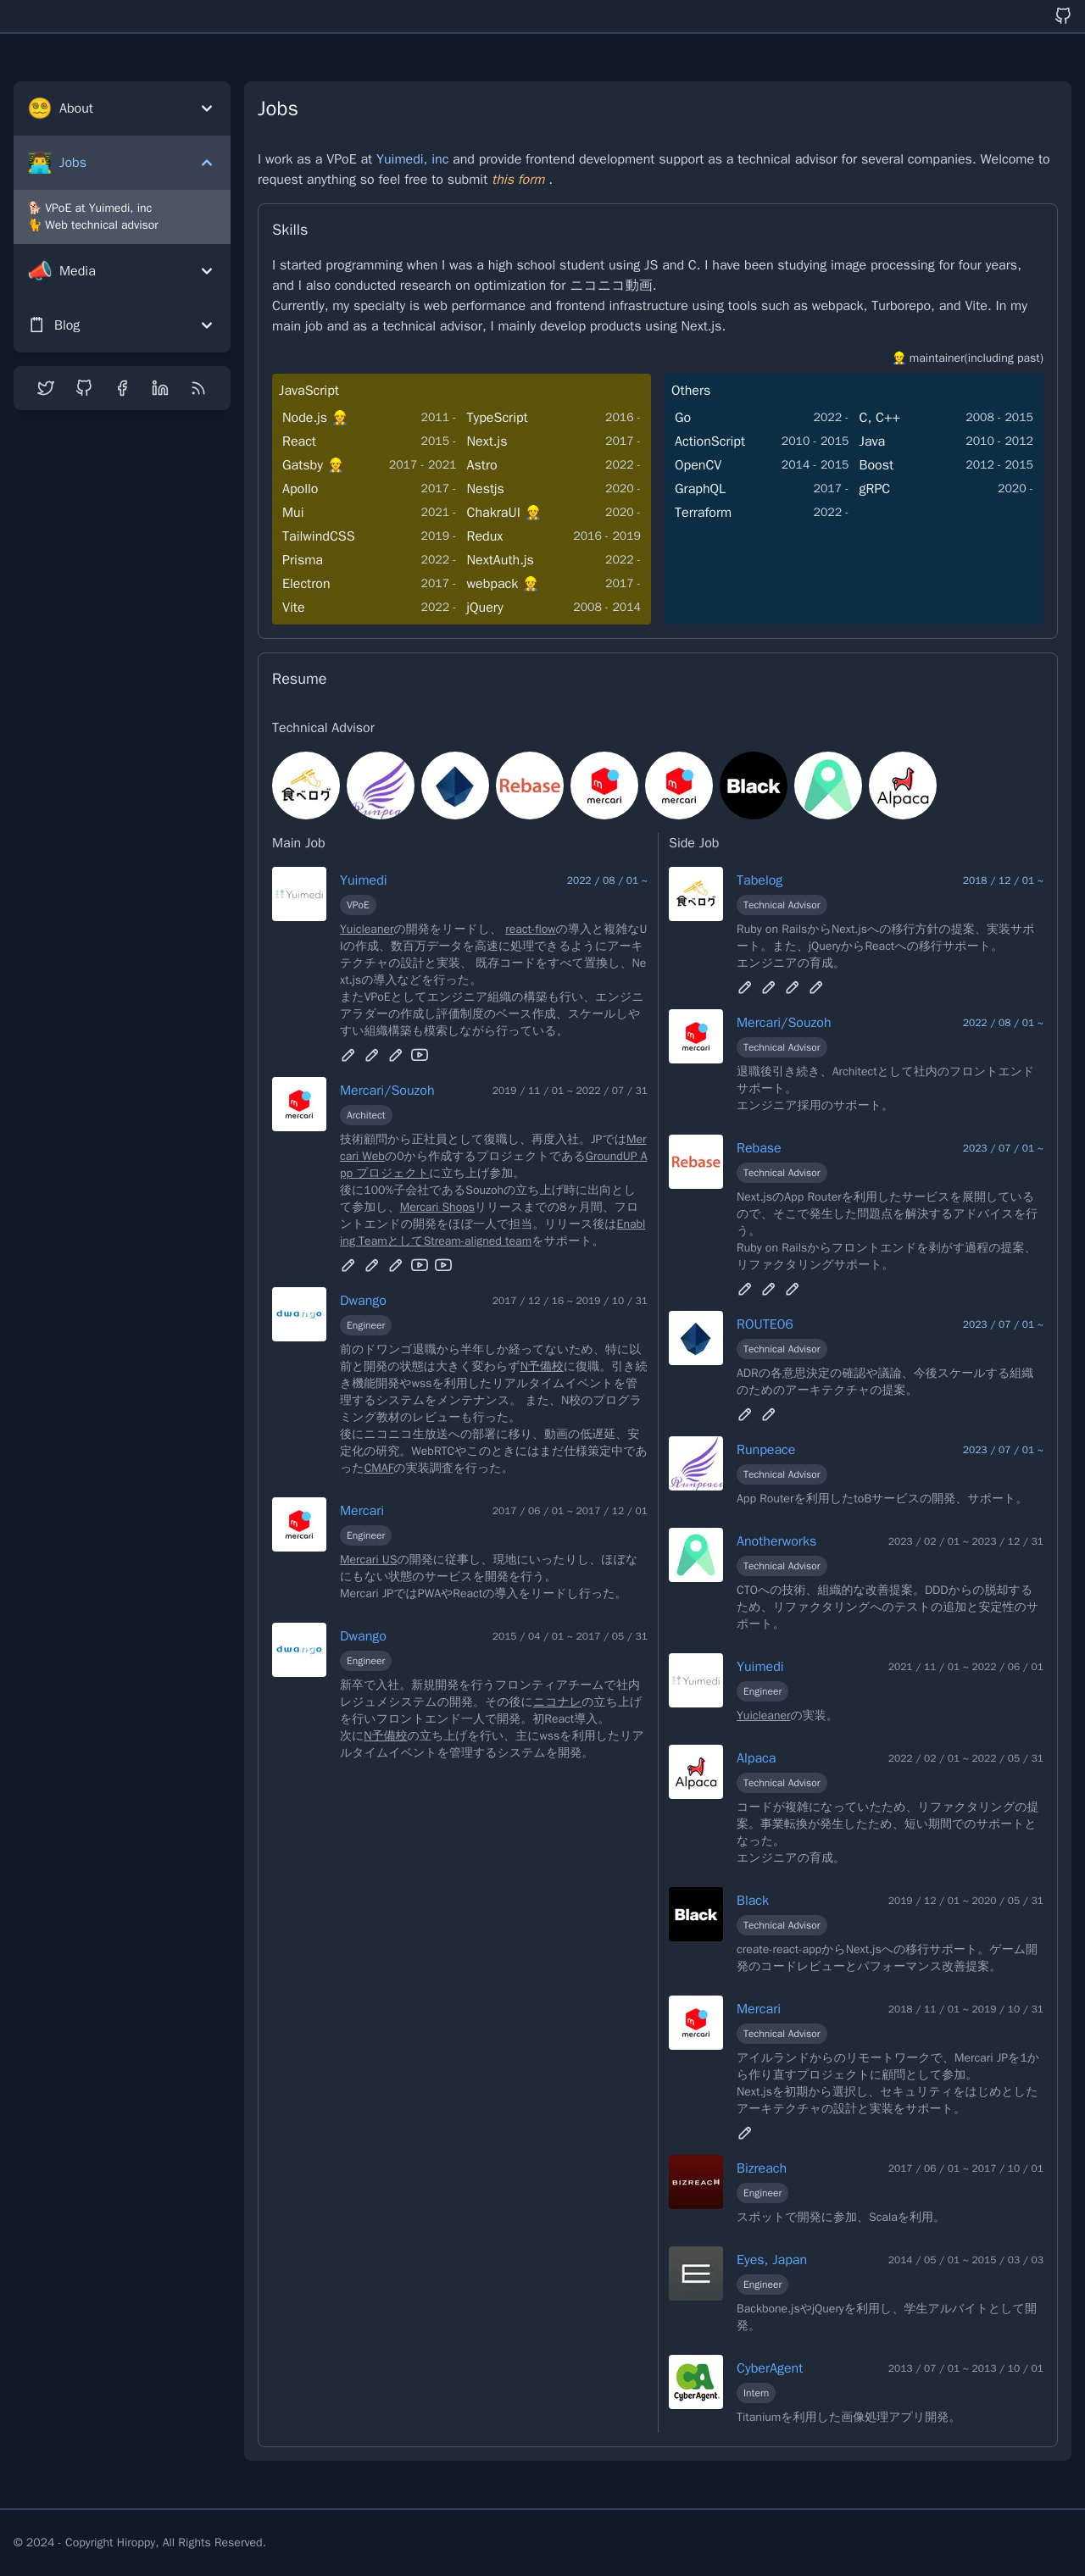 About
Jobs
VPoE at Yuimedi, inc
Web technical advisor
Media
Blog
Jobs
I work as a VPoE at Yuimedi, inc and provide frontend development support as a technical advisor for several companies. Welcome to
request anything so feel free to submit this form .
Skills
I started programming when I was a high school student using JS and C. I have been studying image processing for four years,
and I also conducted research on optimization for ニコニコ動画.
Currently, my specialty is web performance and frontend infrastructure using tools such as webpack, Turborepo, and Vite. In my
main job and as a technical advisor, I mainly develop products using Next.js.
👷 maintainer(including past)
JavaScript
Node.js 👷 2011 - TypeScript 2016 -
React 2015 - Next.js 2017 -
Gatsby 👷 2017 - 2021 Astro 2022 -
Apollo 2017 - Nestjs 2020 -
Mui 2021 - ChakraUI 👷 2020 -
TailwindCSS 2019 - Redux 2016 - 2019
Prisma 2022 - NextAuth.js 2022 -
Electron 2017 - webpack 👷 2017 -
Vite 2022 - jQuery 2008 - 2014
Others
Go 2022 - C, C++ 2008 - 2015
ActionScript 2010 - 2015 Java 2010 - 2012
OpenCV 2014 - 2015 Boost 2012 - 2015
GraphQL 2017 - gRPC 2020 -
Terraform 2022 -
Resume
Technical Advisor
食べログ Runpeace Rebase mercari mercari Black Alpaca
Main Job
Yuimedi
Yuimedi 2022 / 08 / 01 ~
VPoE
Yuicleanerの開発をリードし、 react-flowの導入と複雑なU
Iの作成、数百万データを高速に処理できるようにアーキ
テクチャの設計と実装、 既存コードをすべて置換し、Ne
xt.jsの導入などを行った。
またVPoEとしてエンジニア組織の構築も行い、エンジニ
アラダーの作成し評価制度のベース作成、スケールしや
すい組織構築も模索しながら行っている。
mercari
Mercari/Souzoh 2019 / 11 / 01 ~ 2022 / 07 / 31
Architect
技術顧問から正社員として復職し、再度入社。JPではMer
cari Webの0から作成するプロジェクトであるGroundUP A
pp プロジェクトに立ち上げ参加。
後に100%子会社であるSouzohの立ち上げ時に出向とし
て参加し、Mercari Shopsリリースまでの8ヶ月間、フロ
ントエンドの開発をほぼ一人で担当。リリース後はEnabl
ing TeamとしてStream-aligned teamをサポート。
dwango
Dwango 2017 / 12 / 16 ~ 2019 / 10 / 31
Engineer
前のドワンゴ退職から半年しか経ってないため、特に以
前と開発の状態は大きく変わらずN予備校に復職。引き続
き機能開発やwssを利用したリアルタイムイベントを管
理するシステムをメンテナンス。 また、N校のプログラ
ミング教材のレビューも行った。
後にニコニコ生放送への部署に移り、動画の低遅延、安
定化の研究。WebRTCやこのときにはまだ仕様策定中であ
ったCMAFの実装調査を行った。
mercari
Mercari 2017 / 06 / 01 ~ 2017 / 12 / 01
Engineer
Mercari USの開発に従事し、現地にいったりし、ほぼな
にもない状態のサービスを開発を行う。
Mercari JPではPWAやReactの導入をリードし行った。
dwango
Dwango 2015 / 04 / 01 ~ 2017 / 05 / 31
Engineer
新卒で入社。新規開発を行うフロンティアチームで社内
レジュメシステムの開発。その後にニコナレの立ち上げ
を行いフロントエンド一人で開発。初React導入。
次にN予備校の立ち上げを行い、主にwssを利用したリア
ルタイムイベントを管理するシステムを開発。
Side Job
食べログ
Tabelog 2018 / 12 / 01 ~
Technical Advisor
Ruby on RailsからNext.jsへの移行方針の提案、実装サポ
ート。また、jQueryからReactへの移行サポート。
エンジニアの育成。
mercari
Mercari/Souzoh 2022 / 08 / 01 ~
Technical Advisor
退職後引き続き、Architectとして社内のフロントエンド
サポート。
エンジニア採用のサポート。
Rebase
Rebase 2023 / 07 / 01 ~
Technical Advisor
Next.jsのApp Routerを利用したサービスを展開している
ので、そこで発生した問題点を解決するアドバイスを行
う。
Ruby on Railsからフロントエンドを剥がす過程の提案、
リファクタリングサポート。
ROUTE06 2023 / 07 / 01 ~
Technical Advisor
ADRの各意思決定の確認や議論、今後スケールする組織
のためのアーキテクチャの提案。
Runpeace
Runpeace 2023 / 07 / 01 ~
Technical Advisor
App Routerを利用したtoBサービスの開発、サポート。
Anotherworks 2023 / 02 / 01 ~ 2023 / 12 / 31
Technical Advisor
CTOへの技術、組織的な改善提案。DDDからの脱却する
ため、リファクタリングへのテストの追加と安定性のサ
ポート。
Yuimedi
Yuimedi 2021 / 11 / 01 ~ 2022 / 06 / 01
Engineer
Yuicleanerの実装。
Alpaca
Alpaca 2022 / 02 / 01 ~ 2022 / 05 / 31
Technical Advisor
コードが複雑になっていたため、リファクタリングの提
案。事業転換が発生したため、短い期間でのサポートと
なった。
エンジニアの育成。
Black
Black 2019 / 12 / 01 ~ 2020 / 05 / 31
Technical Advisor
create-react-appからNext.jsへの移行サポート。ゲーム開
発のコードレビューとパフォーマンス改善提案。
mercari
Mercari 2018 / 11 / 01 ~ 2019 / 10 / 31
Technical Advisor
アイルランドからのリモートワークで、Mercari JPを1か
ら作り直すプロジェクトに顧問として参加。
Next.jsを初期から選択し、セキュリティをはじめとした
アーキテクチャの設計と実装をサポート。
BIZREACH
Bizreach 2017 / 06 / 01 ~ 2017 / 10 / 01
Engineer
スポットで開発に参加、Scalaを利用。
Eyes, Japan 2014 / 05 / 01 ~ 2015 / 03 / 03
Engineer
Backbone.jsやjQueryを利用し、学生アルバイトとして開
発。
CyberAgent
CyberAgent 2013 / 07 / 01 ~ 2013 / 10 / 01
Intern
Titaniumを利用した画像処理アプリ開発。
© 2024 - Copyright Hiroppy, All Rights Reserved.